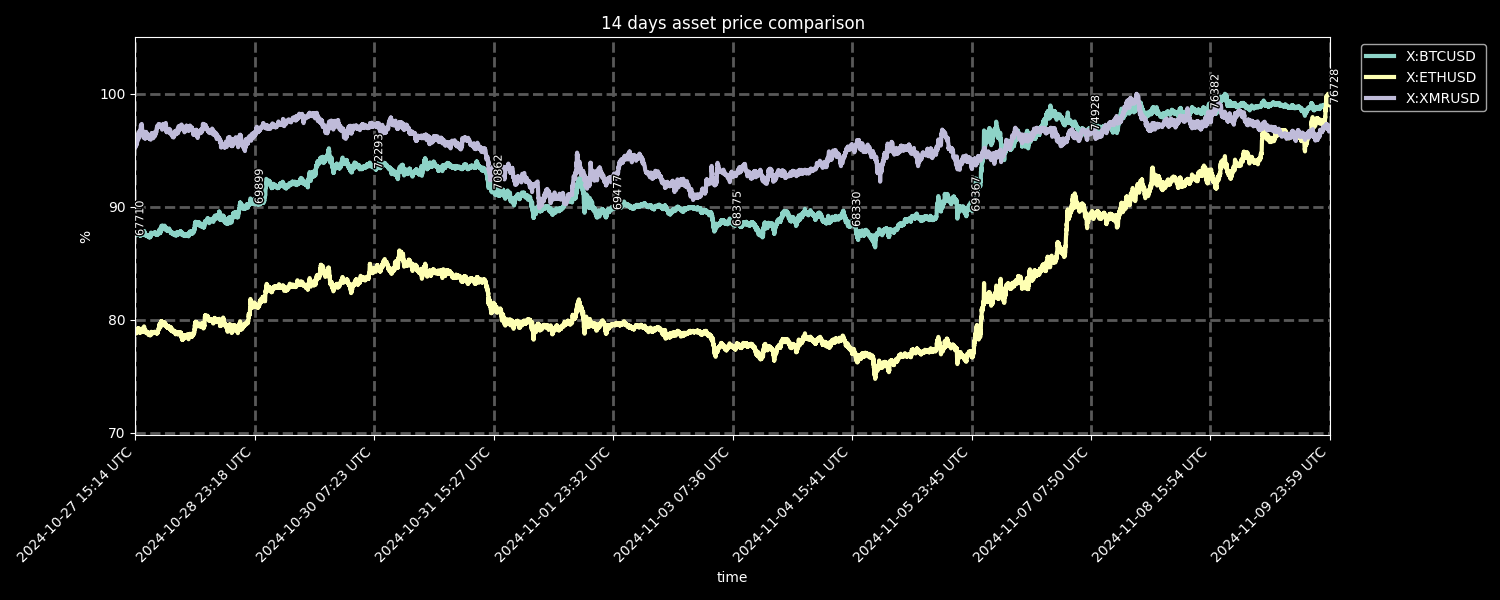 14 days asset price comparison
X:BTCUSD
X:ETHUSD
X:XMRUSD
100
90
80
70
%
67710
69899
72293
70862
69477
68375
68330
69367
74928
76382
76728
2024-10-27 15:14 UTC
2024-10-28 23:18 UTC
2024-10-30 07:23 UTC
2024-10-31 15:27 UTC
2024-11-01 23:32 UTC
2024-11-03 07:36 UTC
2024-11-04 15:41 UTC
2024-11-05 23:45 UTC
2024-11-07 07:50 UTC
2024-11-08 15:54 UTC
2024-11-09 23:59 UTC
time